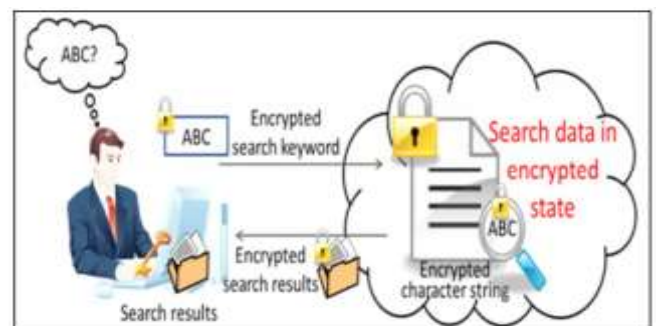 ABC?
ABC
Encrypted
search keyword
Search data in
encrypted
state
ABC
Encrypted
search results
Encrypted
character string
Search results